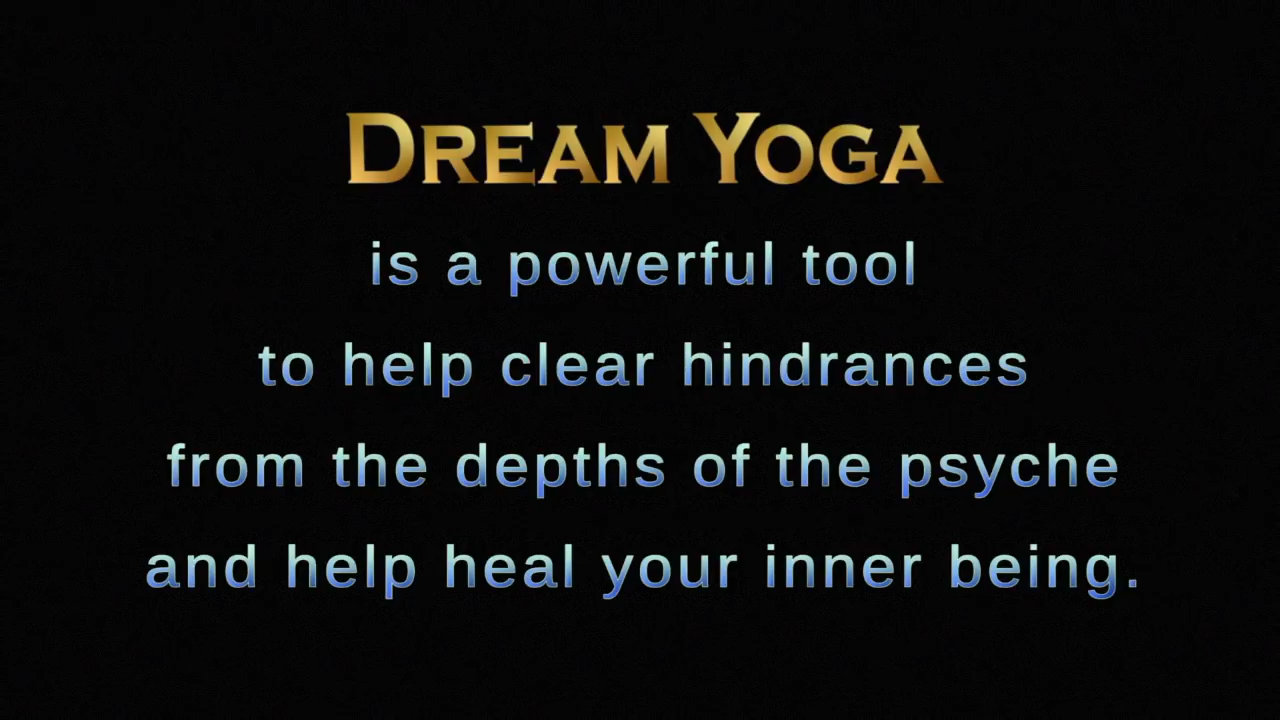 DREAM YOGA
is a powerful tool
to help clear hindrances
from the depths of the psyche
and help heal your inner being.